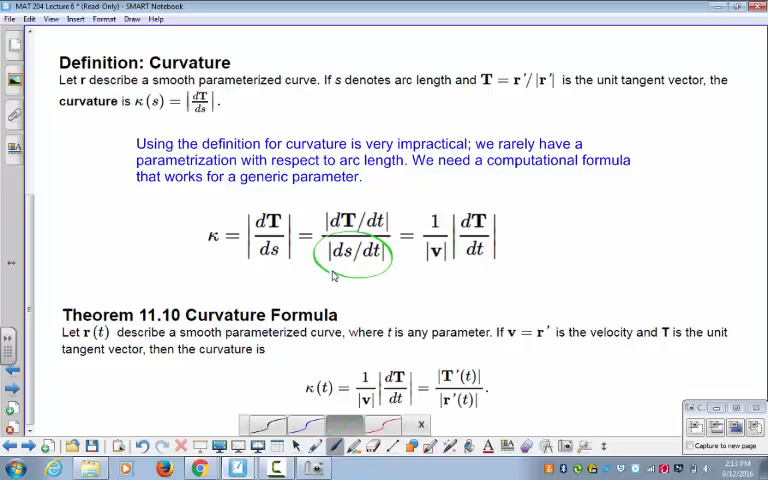 MAT 204 Lecture 6 * (Read-Only) - SMART Notebook
File Edit View Insert Format Draw Help
Definition: Curvature
Let r describe a smooth parameterized curve. If s denotes arc length and T = r′/|r′| is the unit tangent vector, the
curvature is κ(s) = |dT/ds|.
Using the definition for curvature is very impractical; we rarely have a
parametrization with respect to arc length. We need a computational formula
that works for a generic parameter.
κ = |dT/ds| = |dT/dt| / |ds/dt| = 1/|v| |dT/dt|
Theorem 11.10 Curvature Formula
Let r(t) describe a smooth parameterized curve, where t is any parameter. If v = r′ is the velocity and T is the unit
tangent vector, then the curvature is
κ(t) = 1/|v| |dT/dt| = |T′(t)| / |r′(t)|.
Capture to new page
2:13 PM
9/12/2016